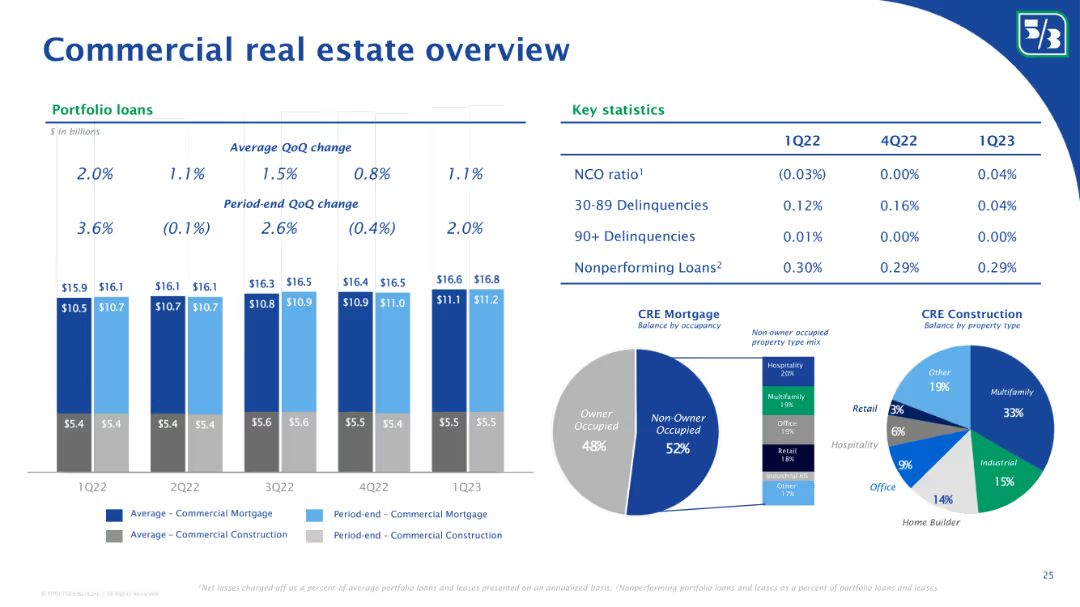 Commercial real estate overview
5/3
Portfolio loans
$ in billions
Average QoQ change
2.0% 1.1% 1.5% 0.8% 1.1%
Period-end QoQ change
3.6% (0.1%) 2.6% (0.4%) 2.0%
$15.9 $16.1 $16.1 $16.1 $16.3 $16.5 $16.4 $16.5 $16.6 $16.8
$10.5 $10.7 $10.7 $10.7 $10.8 $10.9 $10.9 $11.0 $11.1 $11.2
$5.4 $5.4 $5.4 $5.4 $5.6 $5.6 $5.5 $5.4 $5.5 $5.5
1Q22 2Q22 3Q22 4Q22 1Q23
Average – Commercial Mortgage
Period-end – Commercial Mortgage
Average – Commercial Construction
Period-end – Commercial Construction
Key statistics
1Q22 4Q22 1Q23
NCO ratio¹ (0.03%) 0.00% 0.04%
30-89 Delinquencies 0.12% 0.16% 0.04%
90+ Delinquencies 0.01% 0.00% 0.00%
Nonperforming Loans² 0.30% 0.29% 0.29%
CRE Mortgage
Balance by occupancy
Owner
Occupied
48%
Non-Owner
Occupied
52%
Non-owner occupied
property type mix
Hospitality
20%
Multifamily
19%
Office
19%
Retail
18%
Industrial 6%
Other
17%
CRE Construction
Balance by property type
Multifamily
33%
Industrial
15%
14%
Home Builder
9%
Office
6%
Hospitality
3%
Retail
Other
19%
25
© Fifth Third Bancorp | All Rights Reserved
¹Net losses charged-off as a percent of average portfolio loans and leases presented on an annualized basis; ²Nonperforming portfolio loans and leases as a percent of portfolio loans and leases